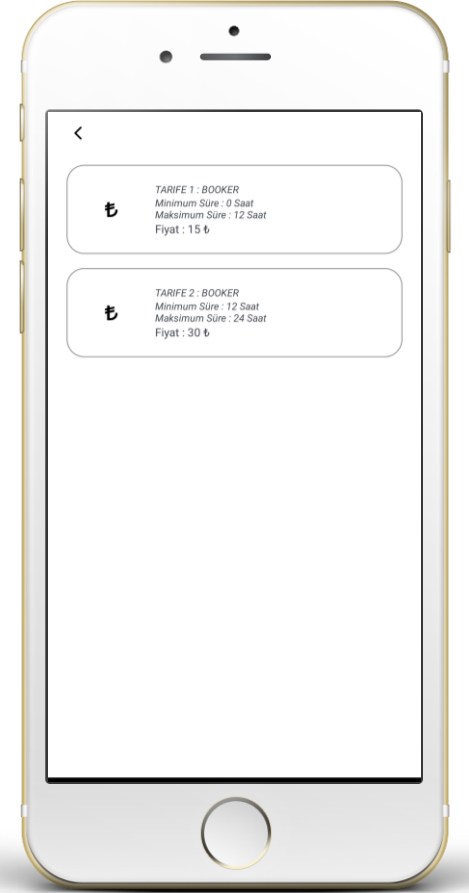 ₺
TARIFE 1 : BOOKER
Minimum Süre : 0 Saat
Maksimum Süre : 12 Saat
Fiyat : 15 ₺
₺
TARIFE 2 : BOOKER
Minimum Süre : 12 Saat
Maksimum Süre : 24 Saat
Fiyat : 30 ₺